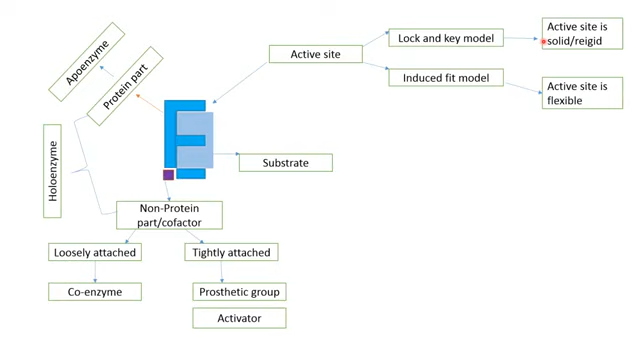 Active site is
solid/reigid
Lock and key model
Active site
Induced fit model
Active site is
flexible
Apoenzyme
Protein part
Holoenzyme
E
Substrate
Non-Protein
part/cofactor
Loosely attached
Tightly attached
Co-enzyme
Prosthetic group
Activator